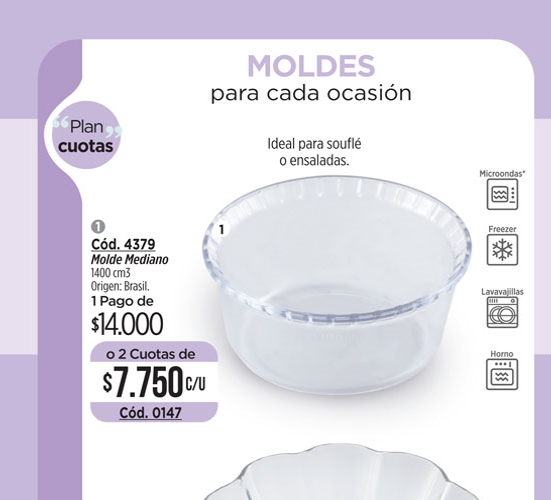 MOLDES
para cada ocasión
“Plan”
cuotas
Ideal para souflé
o ensaladas.
Microondas*
Freezer
Lavavajillas
Horno
1
1
Cód. 4379
Molde Mediano
1400 cm3
Origen: Brasil.
1 Pago de
$14.000
o 2 Cuotas de
$7.750 C/U
Cód. 0147